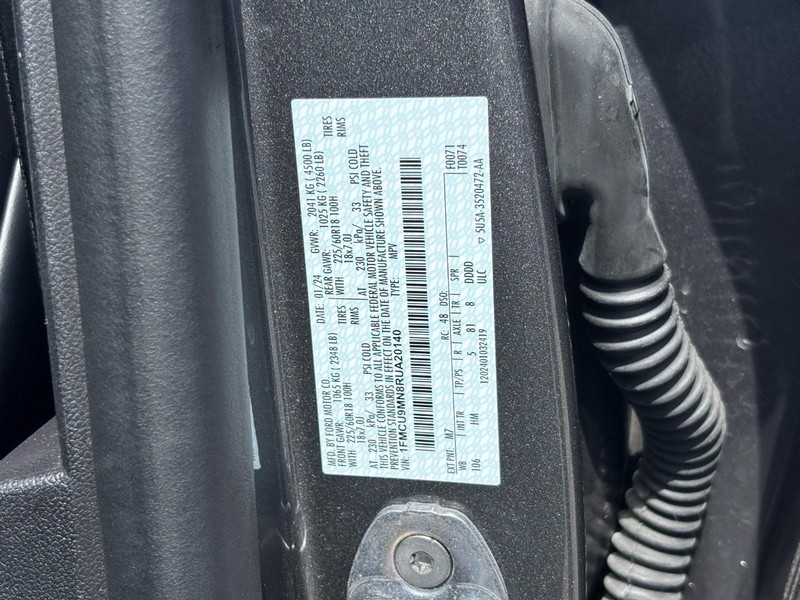 MFD. BY FORD MOTOR CO. DATE: 01/24 GVWR: 2041 KG ( 4500 LB)
FRONT GAWR: 1065 KG ( 2348 LB) REAR GAWR: 1025 KG ( 2260 LB)
WITH 225/60R18 100H TIRES WITH 225/60R18 100H TIRES
18x7.0J RIMS 18x7.0J RIMS
AT 230 kPa/ 33 PSI COLD AT 230 kPa/ 33 PSI COLD
THIS VEHICLE CONFORMS TO ALL APPLICABLE FEDERAL MOTOR VEHICLE SAFETY AND THEFT
PREVENTION STANDARDS IN EFFECT ON THE DATE OF MANUFACTURE SHOWN ABOVE.
VIN: 1FMCU9MN8RUA20140 TYPE: MPV
EXT PNT: M7 RC: 48 DSO: F0071
WB INT TR TP/PS R AXLE TR SPR T0074
106 HM 5 81 8 DDDD
ULC
1202401032419 5U5A-3520472-AA